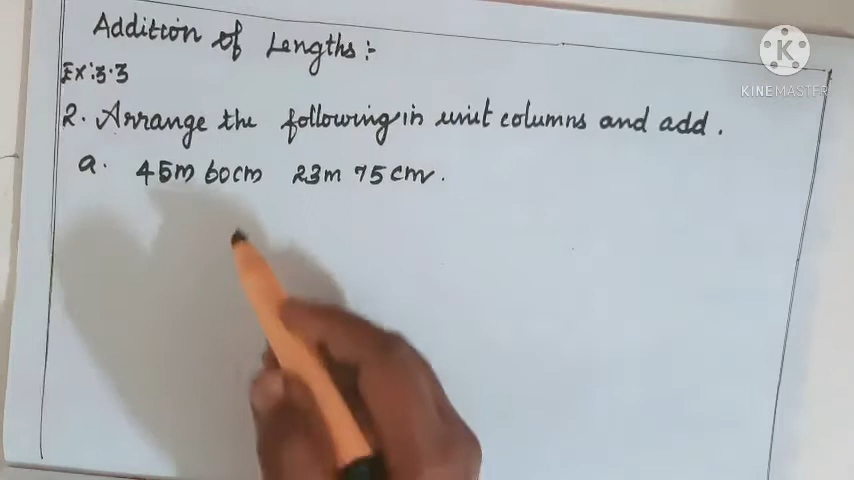 Addition of Lengths:-
Ex:3.3
2. Arrange the following in unit columns and add.
a. 45m 60cm 23m 75cm.
K
KINEMASTER